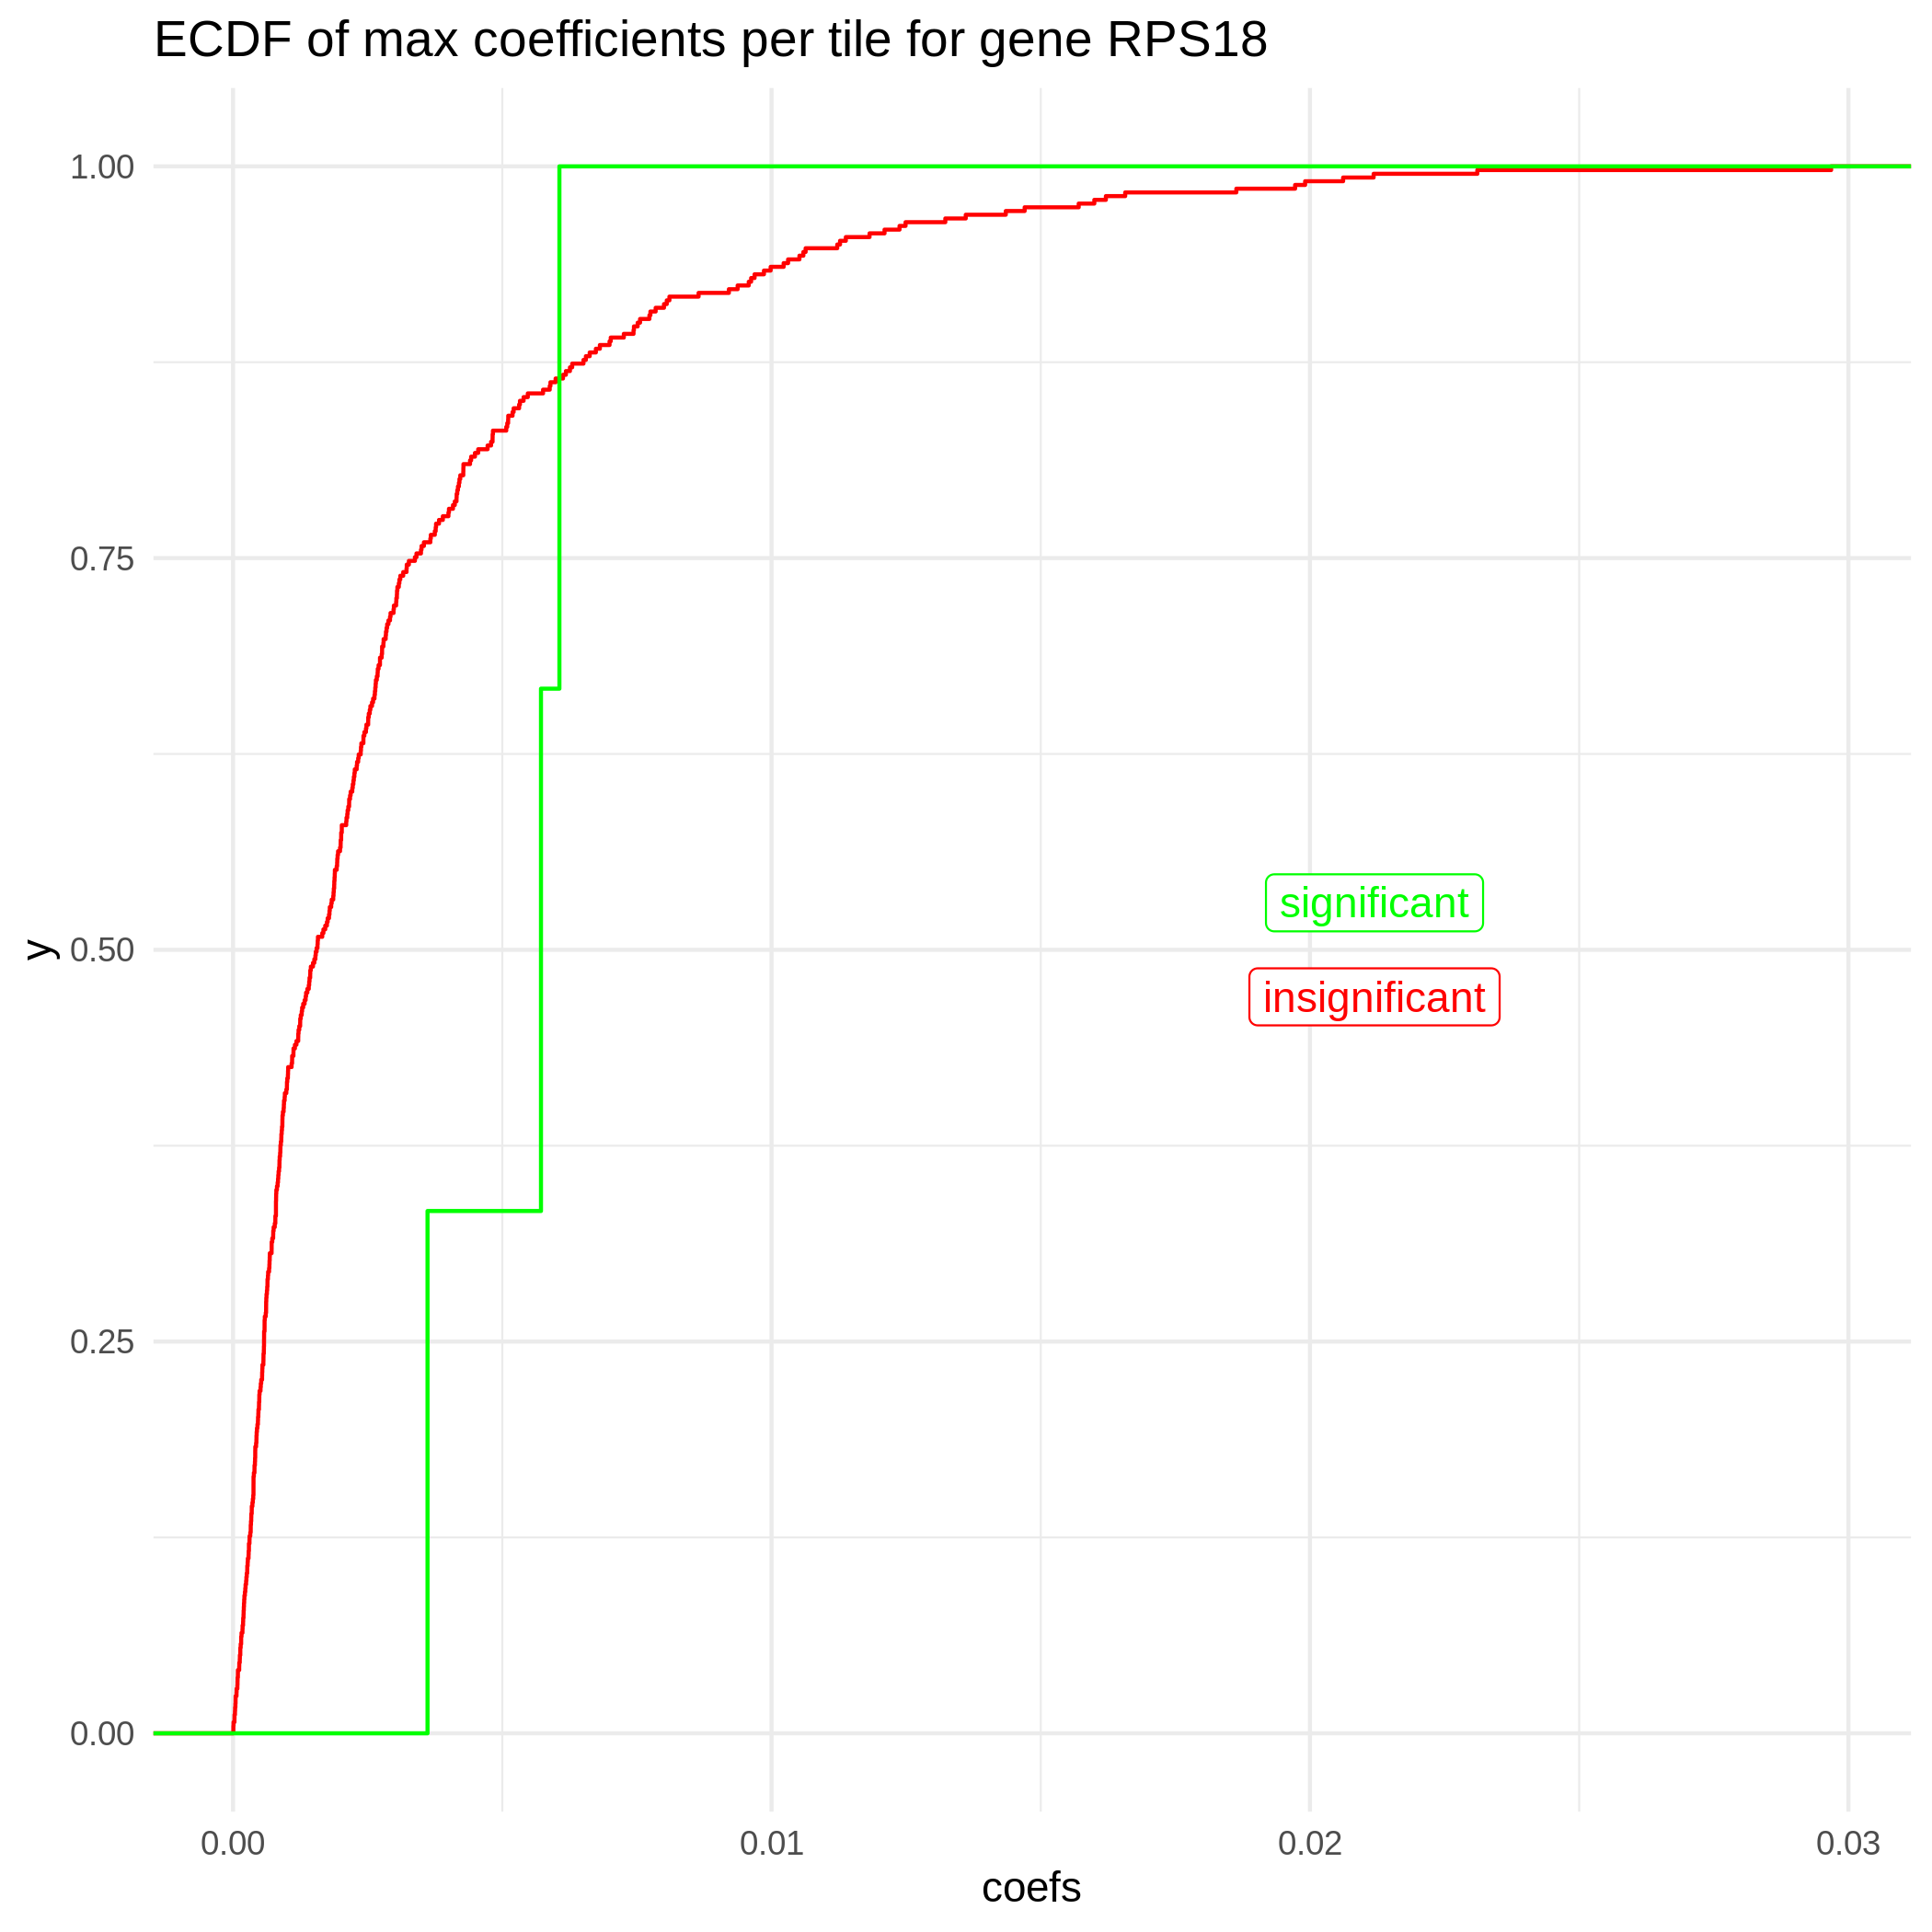 ECDF of max coefficients per tile for gene RPS18
1.00
0.75
0.50
0.25
0.00
y
significant
insignificant
0.00 0.01 0.02 0.03
coefs